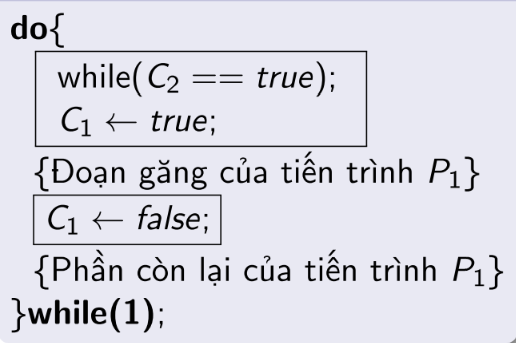 do{
while(C₂ == true);
C₁ ← true;
{Đoạn găng của tiến trình P₁}
C₁ ← false;
{Phần còn lại của tiến trình P₁}
}while(1);